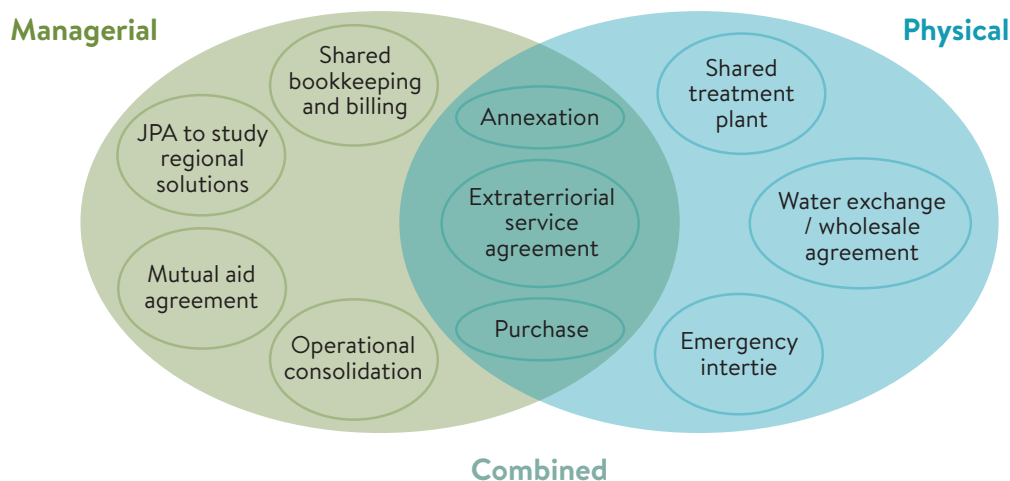 Managerial
Physical
Shared
bookkeeping
and billing
JPA to study
regional
solutions
Mutual aid
agreement
Operational
consolidation
Annexation
Extraterriorial
service
agreement
Purchase
Shared
treatment
plant
Water exchange
/ wholesale
agreement
Emergency
intertie
Combined